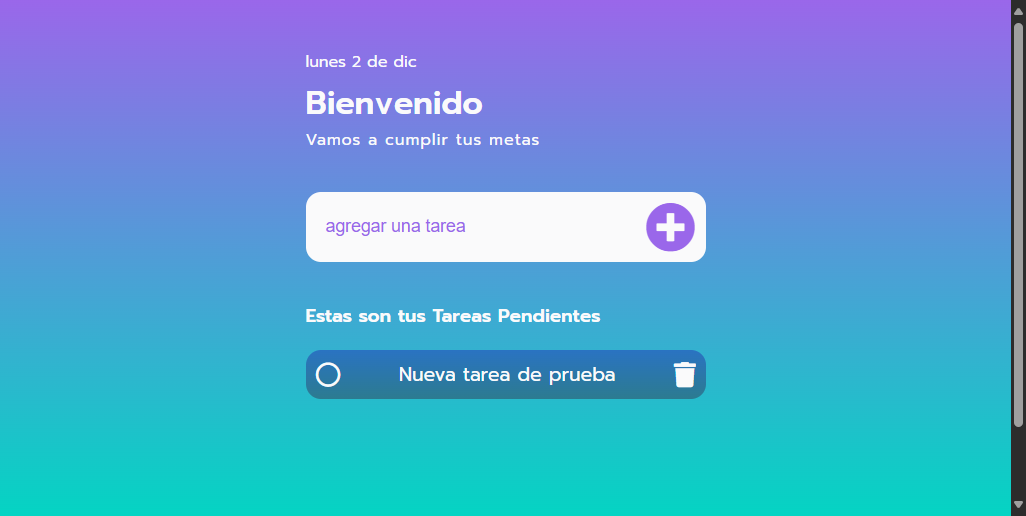 lunes 2 de dic
Bienvenido
Vamos a cumplir tus metas
agregar una tarea
Estas son tus Tareas Pendientes
Nueva tarea de prueba